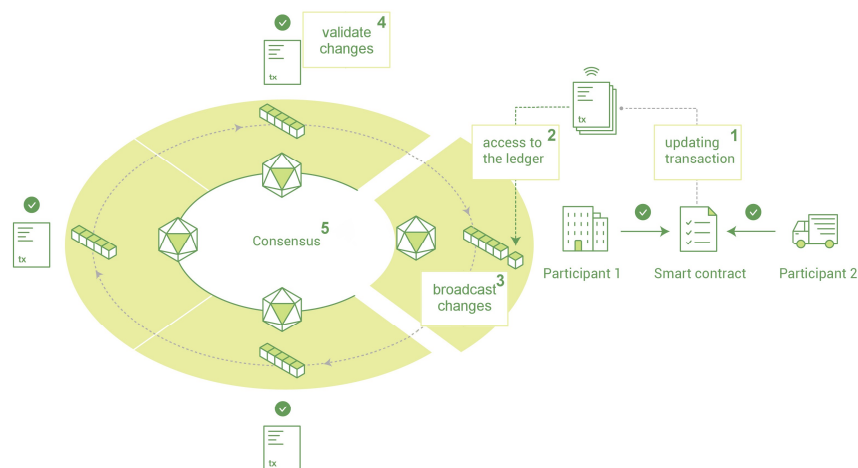 4
validate
changes
tx
tx
2
access to
the ledger
1
updating
transaction
5
Consensus
tx
3
broadcast
changes
Participant 1
Smart contract
Participant 2
tx